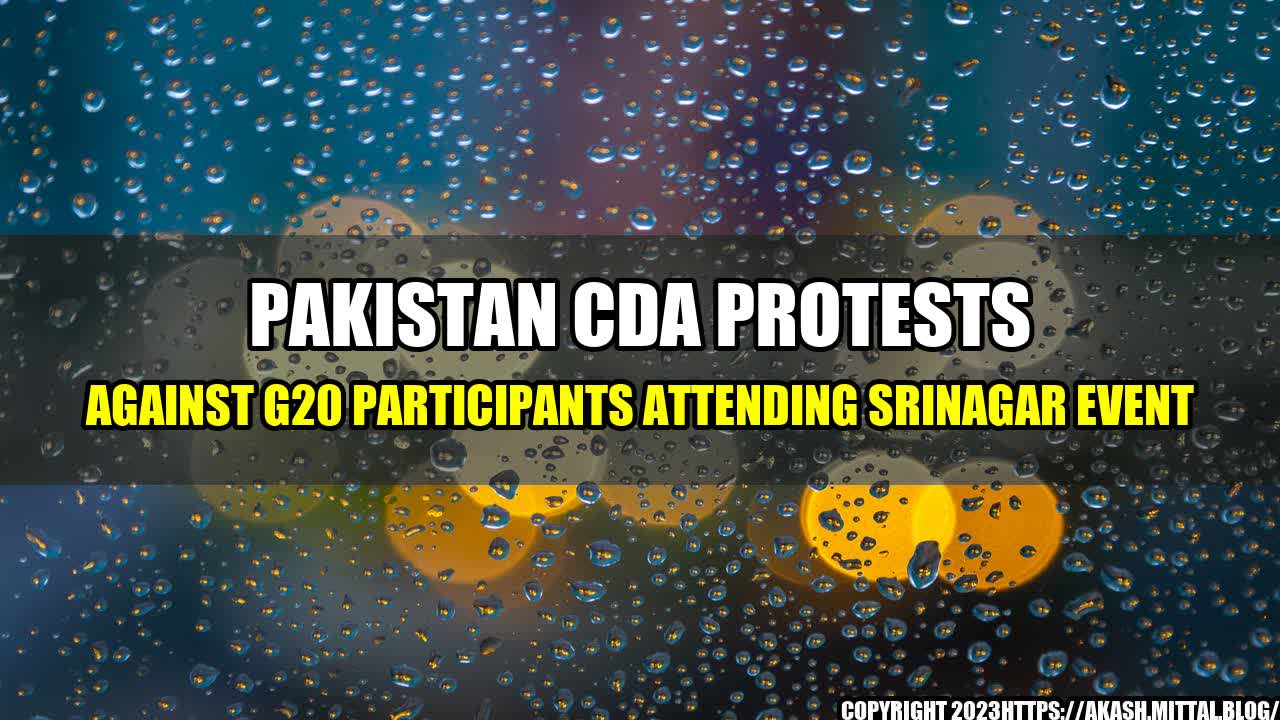 PAKISTAN CDA PROTESTS
AGAINST G20 PARTICIPANTS ATTENDING SRINAGAR EVENT
COPYRIGHT 2023HTTPS://AKASH.MITTAL.BLOG/